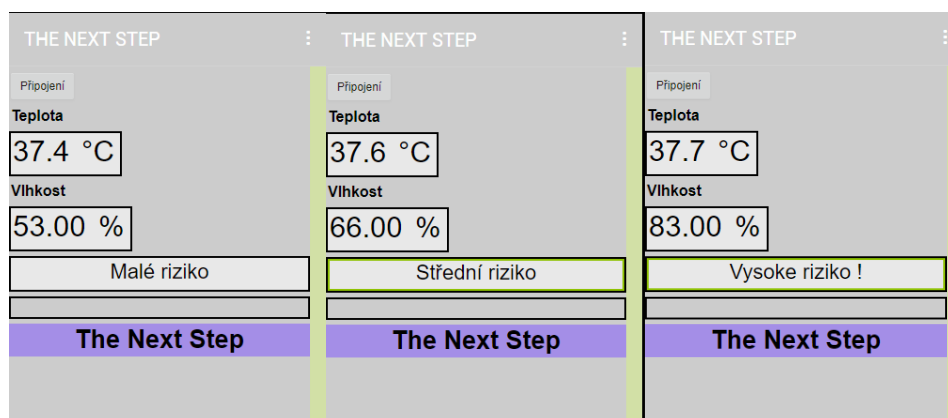 THE NEXT STEP
Připojení
Teplota
37.4 °C
Vlhkost
53.00 %
Malé riziko
The Next Step
THE NEXT STEP
Připojení
Teplota
37.6 °C
Vlhkost
66.00 %
Střední riziko
The Next Step
THE NEXT STEP
Připojení
Teplota
37.7 °C
Vlhkost
83.00 %
Vysoke riziko !
The Next Step